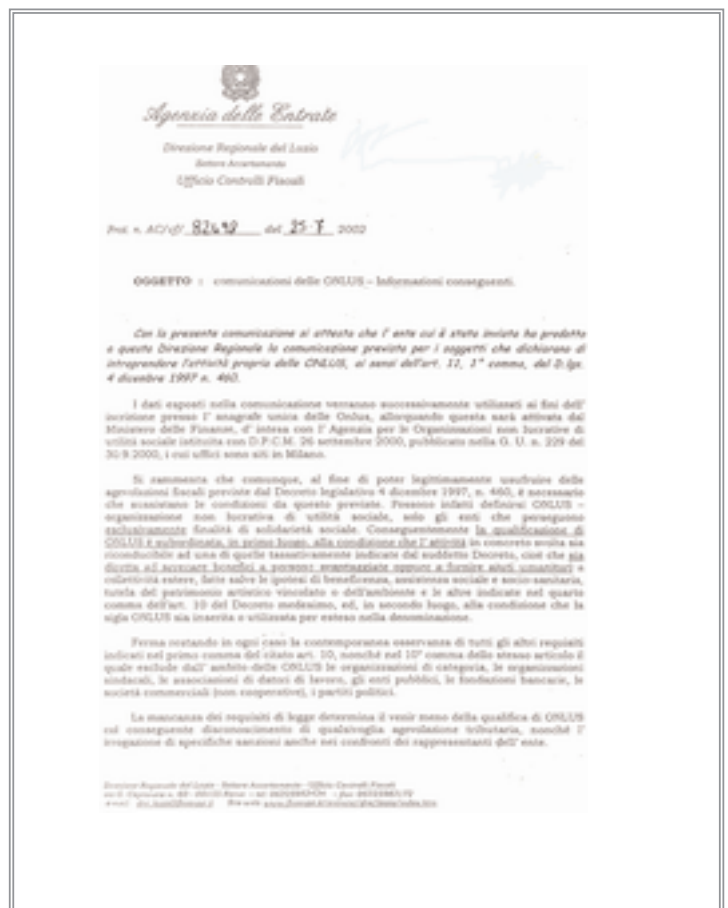 Agenzia delle Entrate
Direzione Regionale del Lazio
Settore Accertamento
Ufficio Controlli Fiscali
Prot. n. AC/cf/ 82498 del 25 7 2002
OGGETTO : comunicazioni delle ONLUS – Informazioni conseguenti.
Con la presente comunicazione si attesta che l' ente cui è stata inviata ha prodotto
a questa Direzione Regionale la comunicazione prevista per i soggetti che dichiarano di
intraprendere l'attività propria delle ONLUS, ai sensi dell'art. 11, 1° comma, del D.lgs.
4 dicembre 1997 n. 460.
I dati esposti nella comunicazione verranno successivamente utilizzati ai fini dell'
iscrizione presso l' anagrafe unica delle Onlus, allorquando questa sarà attivata dal
Ministero delle Finanze, d' intesa con l' Agenzia per le Organizzazioni non lucrative di
utilità sociale istituita con D.P.C.M. 26 settembre 2000, pubblicato nella G. U. n. 229 del
30.9.2000, i cui uffici sono siti in Milano.
Si rammenta che comunque, al fine di poter legittimamente usufruire delle
agevolazioni fiscali previste dal Decreto legislativo 4 dicembre 1997, n. 460, è necessario
che sussistano le condizioni da questo previste. Possono infatti definirsi ONLUS –
organizzazione non lucrativa di utilità sociale, solo gli enti che perseguono
esclusivamente finalità di solidarietà sociale. Conseguentemente la qualificazione di
ONLUS è subordinata, in primo luogo, alla condizione che l' attività in concreto svolta sia
riconducibile ad una di quelle tassativamente indicate dal suddetto Decreto, cioè che sia
diretta ad arrecare benefici a persone svantaggiate oppure a fornire aiuti umanitari a
collettività estere, fatte salve le ipotesi di beneficenza, assistenza sociale e socio-sanitaria,
tutela del patrimonio artistico vincolato o dell'ambiente e le altre indicate nel quarto
comma dell'art. 10 del Decreto medesimo, ed, in secondo luogo, alla condizione che la
sigla ONLUS sia inserita o utilizzata per esteso nella denominazione.
Ferma restando in ogni caso la contemporanea osservanza di tutti gli altri requisiti
indicati nel primo comma del citato art. 10, nonché nel 10° comma dello stesso articolo il
quale esclude dall' ambito delle ONLUS le organizzazioni di categoria, le organizzazioni
sindacali, le associazioni di datori di lavoro, gli enti pubblici, le fondazioni bancarie, le
società commerciali (non cooperative), i partiti politici.
La mancanza dei requisiti di legge determina il venir meno della qualifica di ONLUS
col conseguente disconoscimento di qualsivoglia agevolazione tributaria, nonché l'
irrogazione di specifiche sanzioni anche nei confronti dei rappresentanti dell' ente.
Direzione Regionale del Lazio - Settore Accertamento - Ufficio Controlli Fiscali